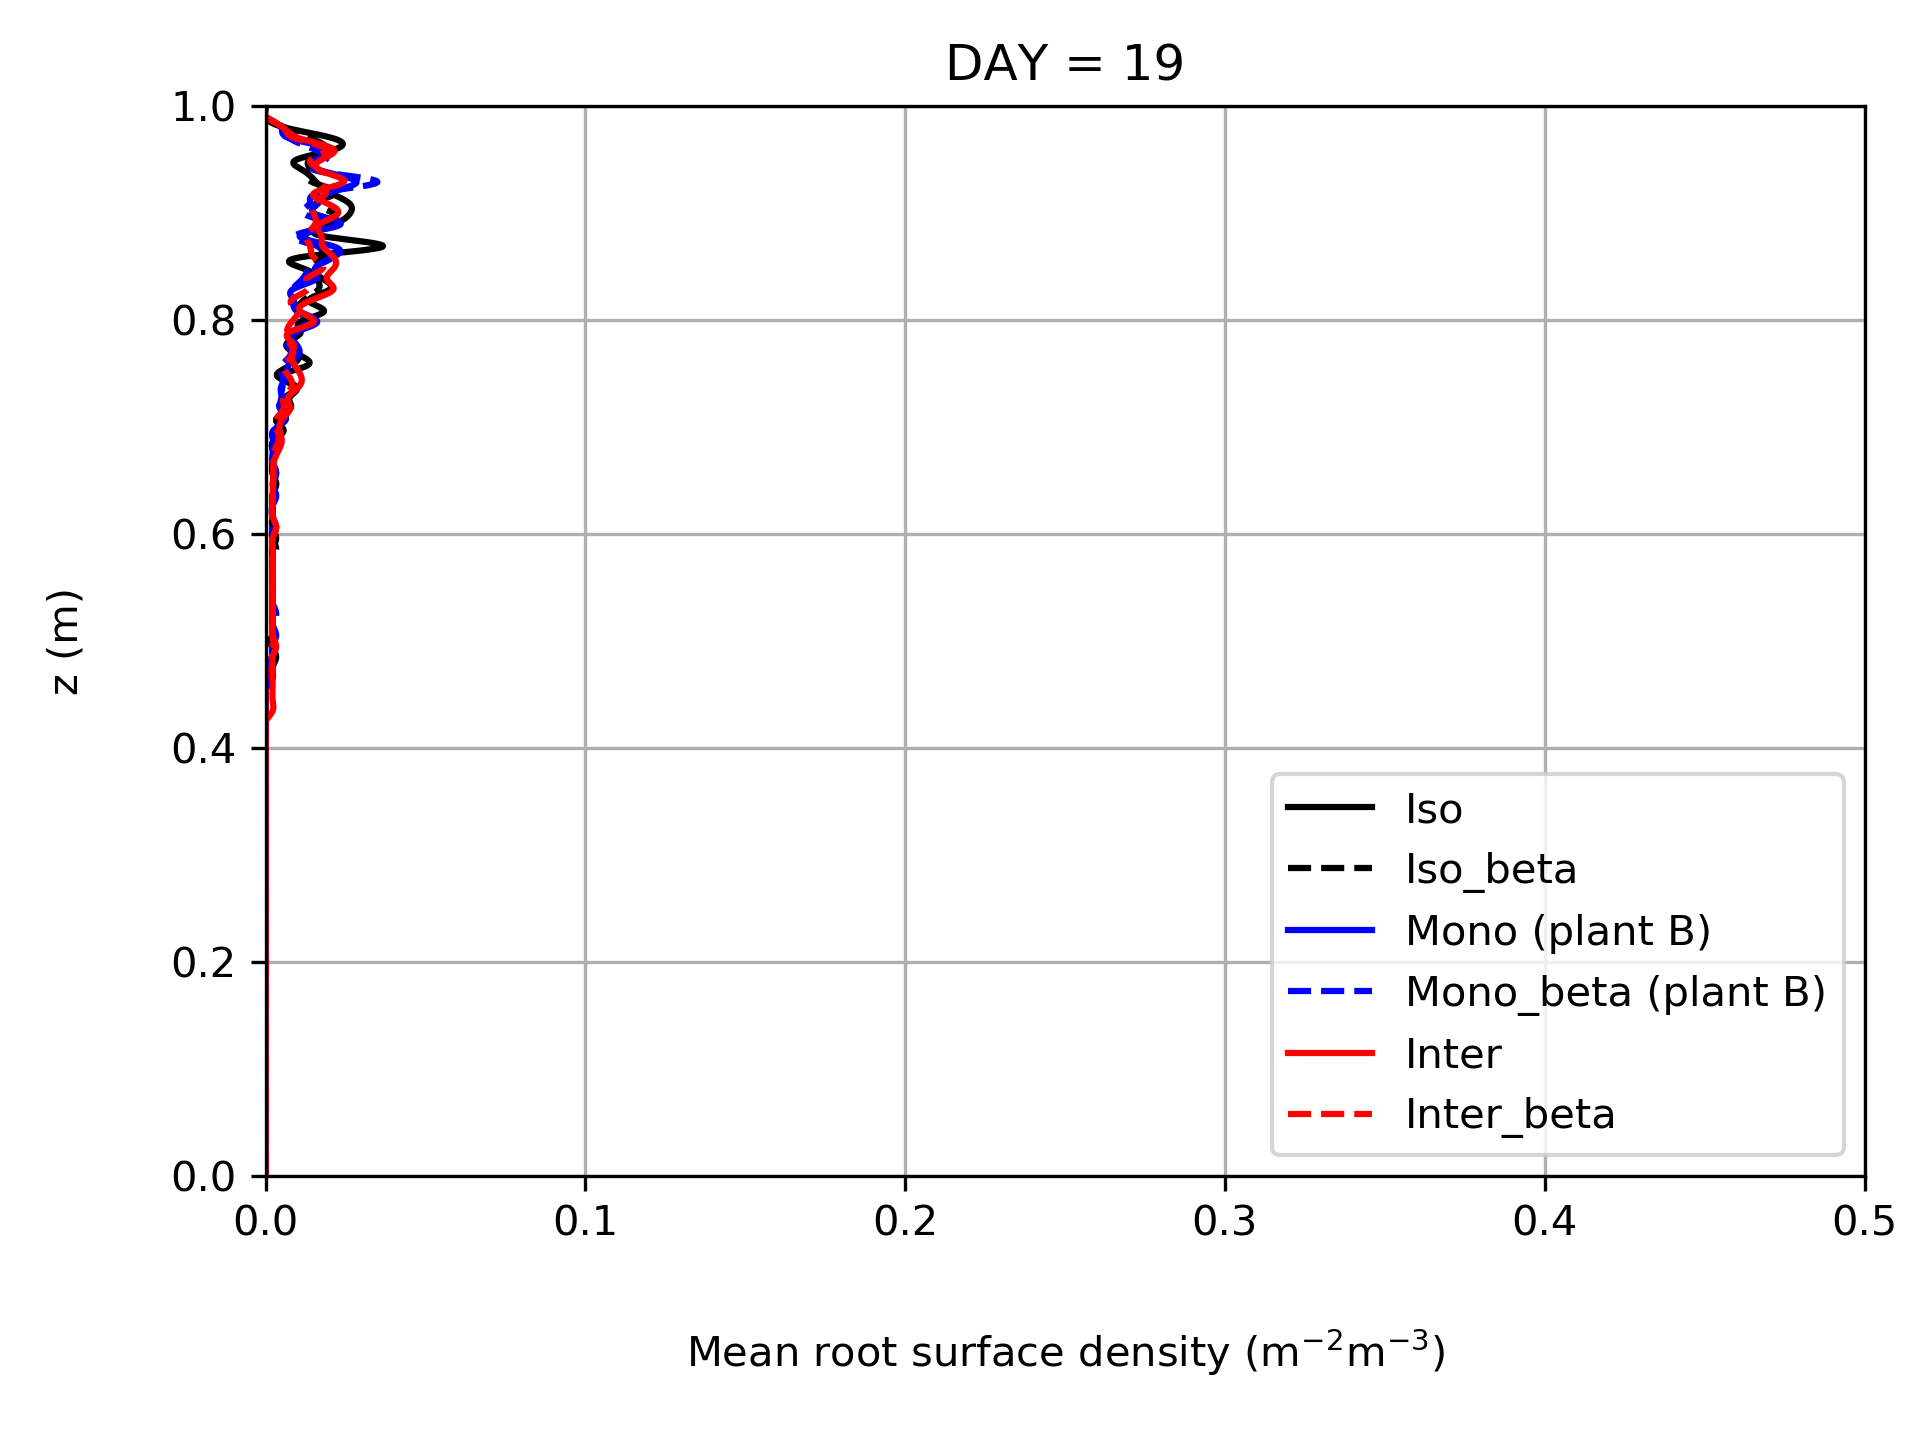 DAY = 19
1.0
0.8
0.6
0.4
0.2
0.0
z (m)
0.0 0.1 0.2 0.3 0.4 0.5
Mean root surface density (m⁻²m⁻³)
Iso
Iso_beta
Mono (plant B)
Mono_beta (plant B)
Inter
Inter_beta